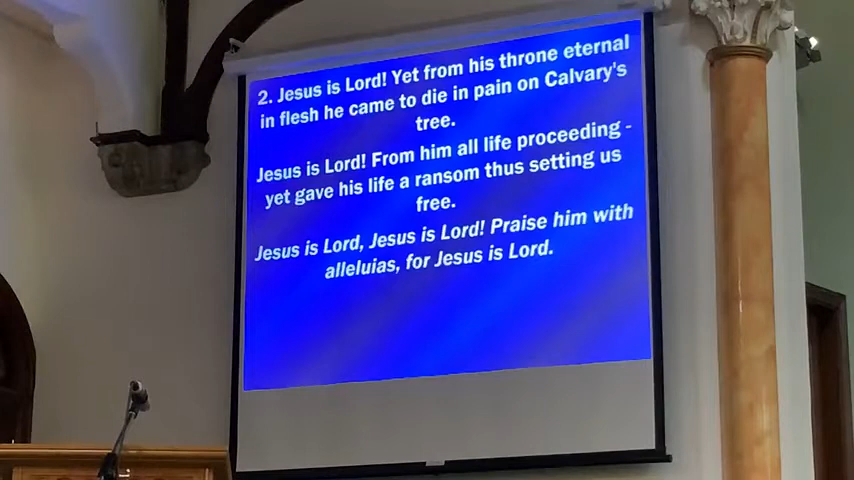 2. Jesus is Lord! Yet from his throne eternal
in flesh he came to die in pain on Calvary's
tree.
Jesus is Lord! From him all life proceeding -
yet gave his life a ransom thus setting us
free.
Jesus is Lord, Jesus is Lord! Praise him with
alleluias, for Jesus is Lord.